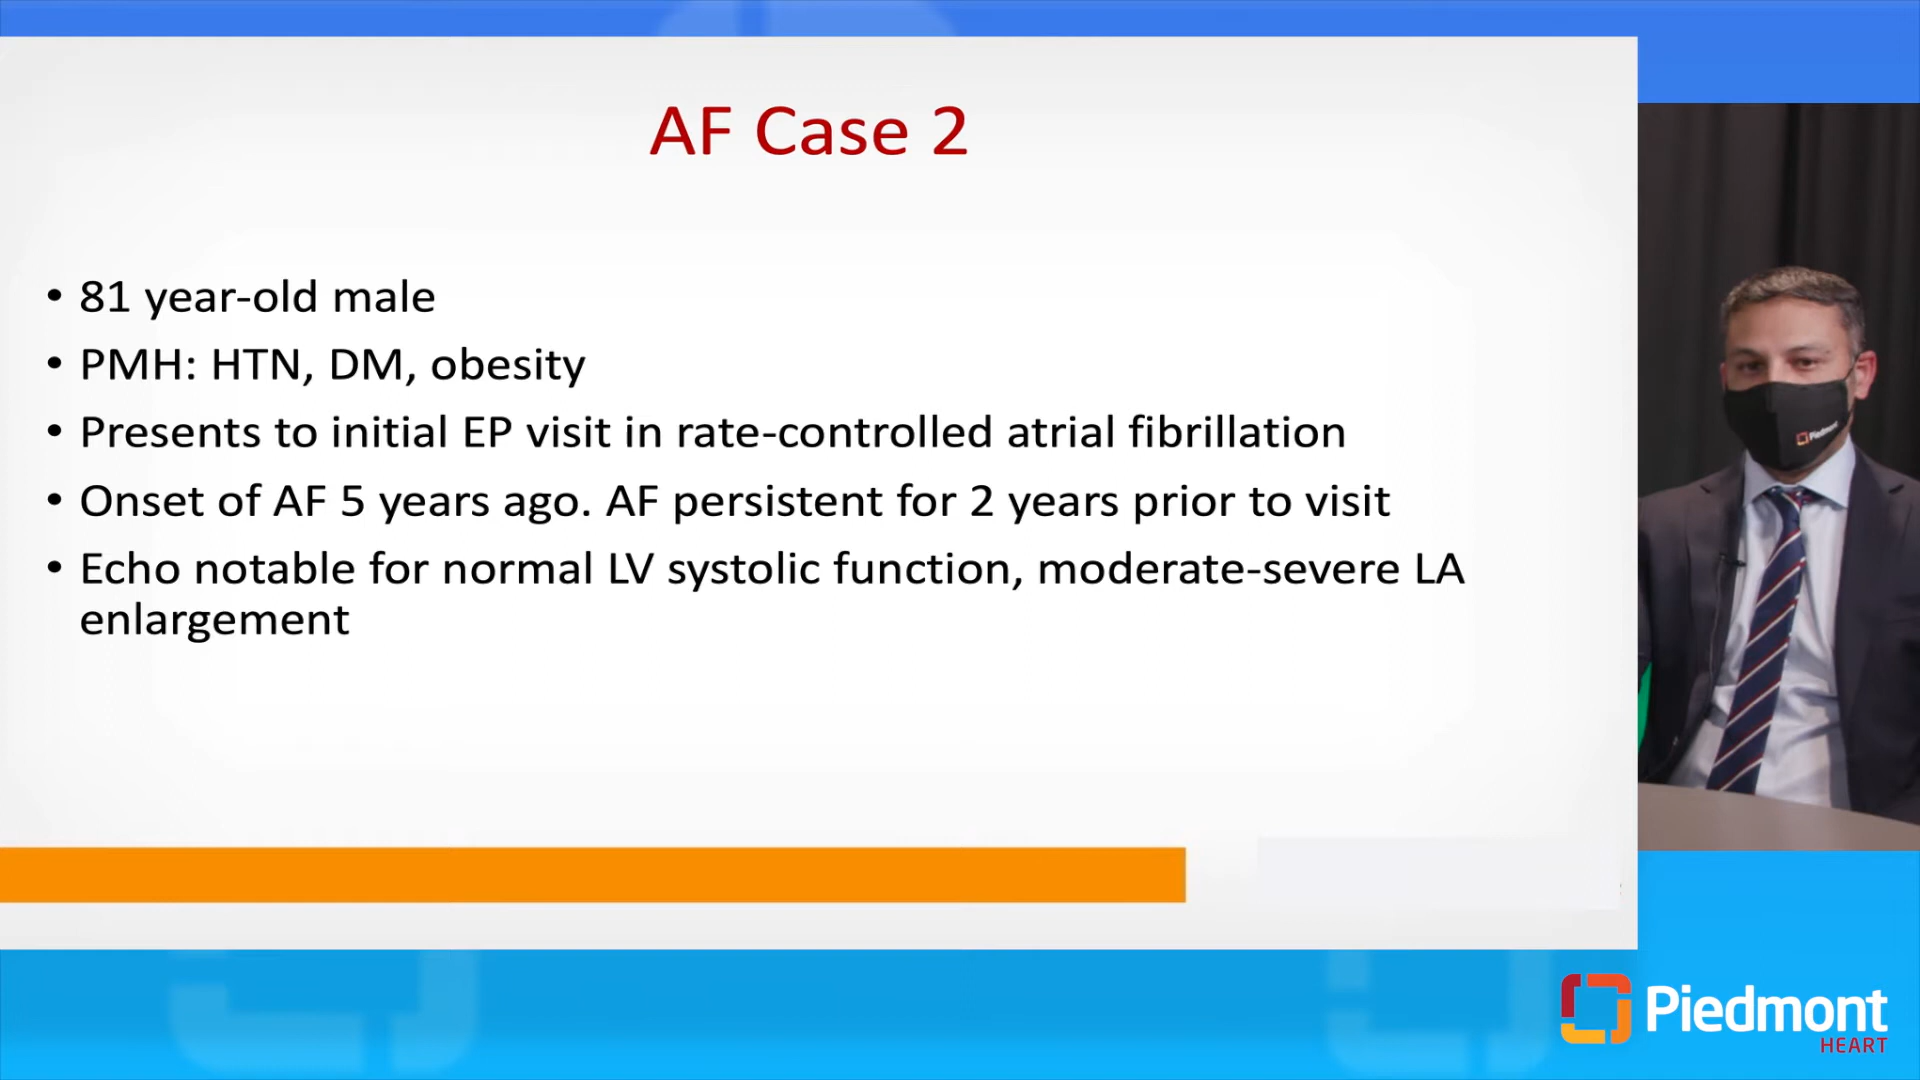 AF Case 2
• 81 year-old male
• PMH: HTN, DM, obesity
• Presents to initial EP visit in rate-controlled atrial fibrillation
• Onset of AF 5 years ago. AF persistent for 2 years prior to visit
• Echo notable for normal LV systolic function, moderate-severe LA
enlargement
Piedmont
Piedmont
HEART